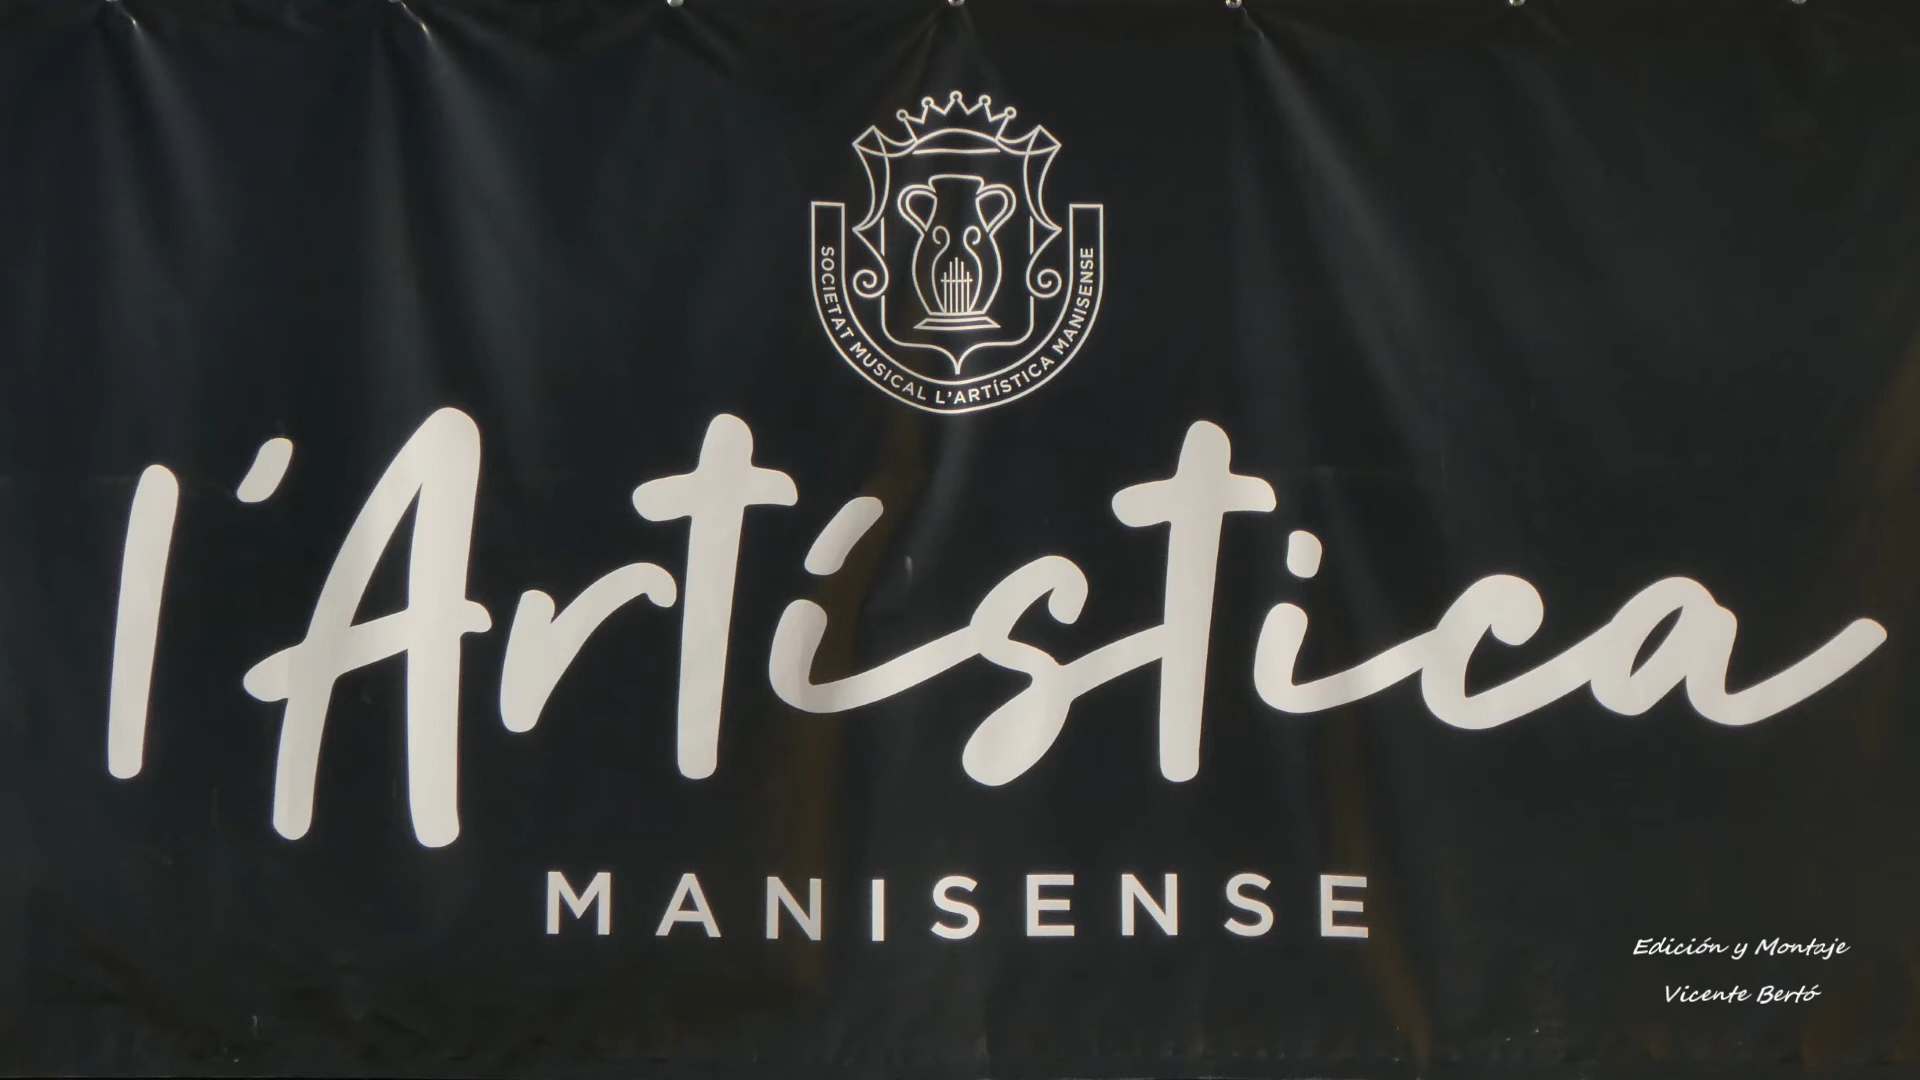 SOCIETAT MUSICAL L'ARTÍSTICA MANISENSE
l'Artística
MANISENSE
Edición y Montaje
Vicente Bertó